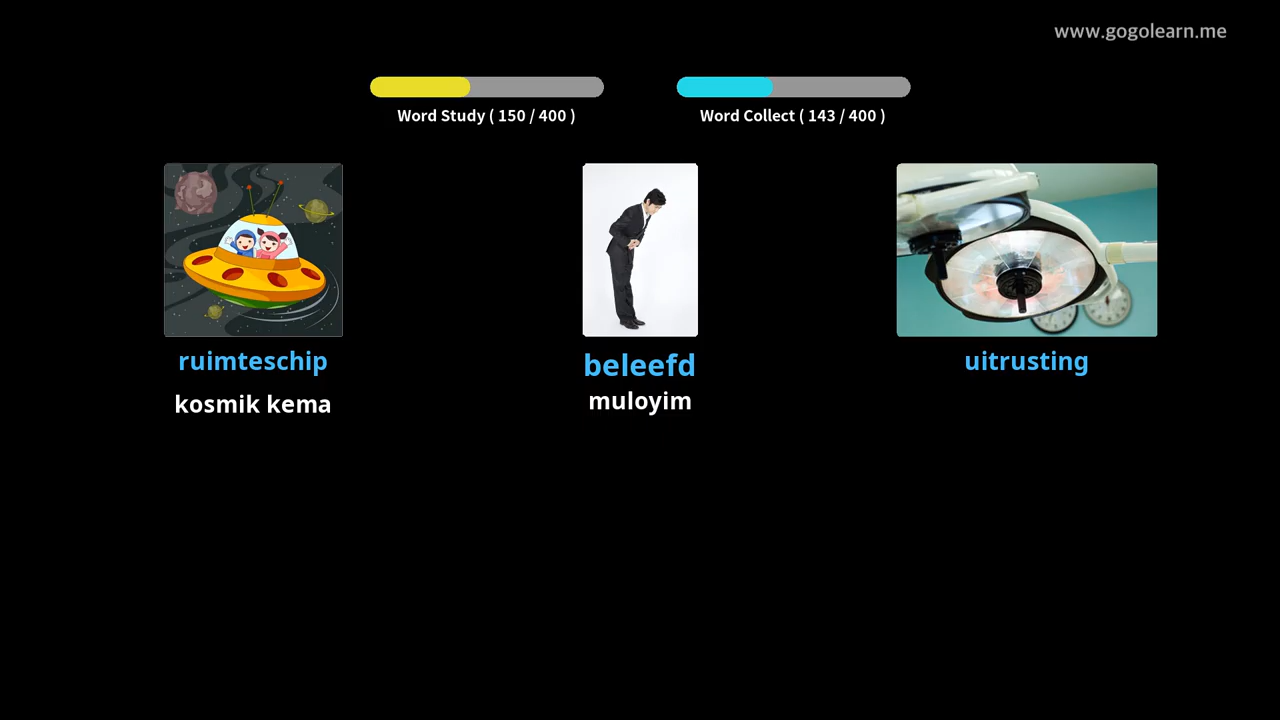 www.gogolearn.me
Word Study ( 150 / 400 )
Word Collect ( 143 / 400 )
ruimteschip
kosmik kema
beleefd
muloyim
uitrusting